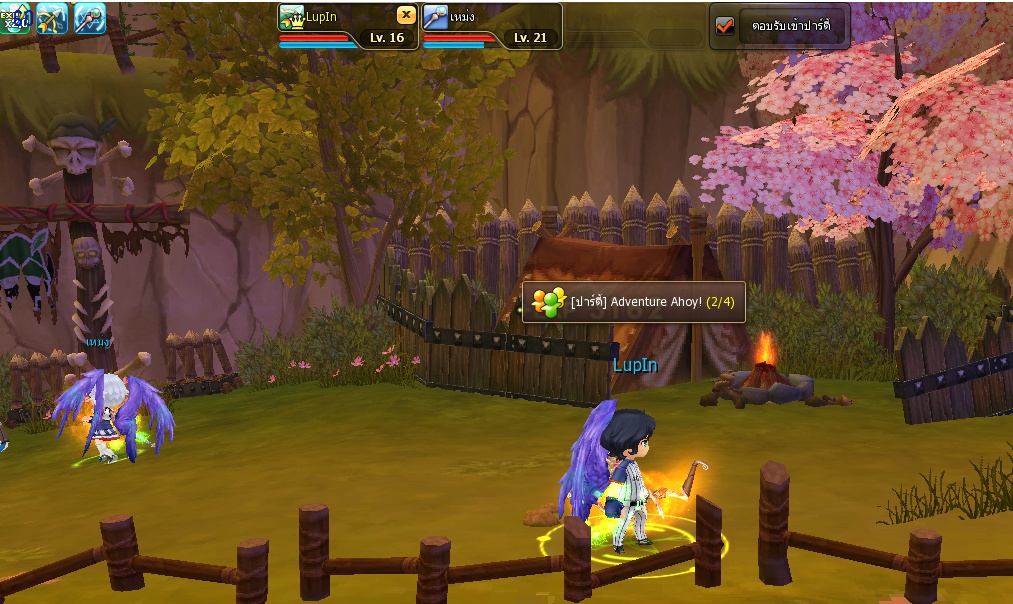 LupIn
Lv. 16
เหม่ง
Lv. 21
ตอบรับเข้าปาร์ตี้
[ปาร์ตี้] Adventure Ahoy! (2/4)
เหม่ง
LupIn